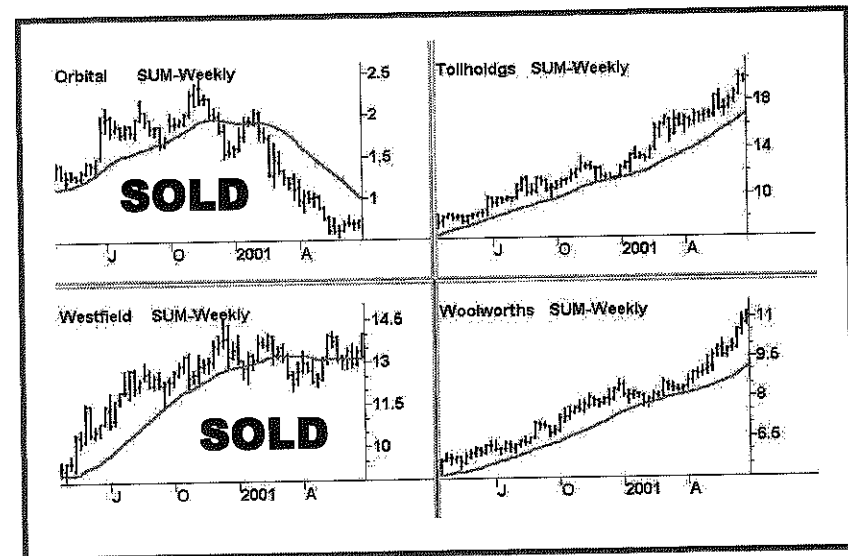 Orbital SUM-Weekly
2.5
2
1.5
1
SOLD
J O 2001 A
Tollholdgs SUM-Weekly
18
14
10
J O 2001 A
Westfield SUM-Weekly
14.5
13
11.5
10
SOLD
J O 2001 A
Woolworths SUM-Weekly
11
9.5
8
6.5
J O 2001 A